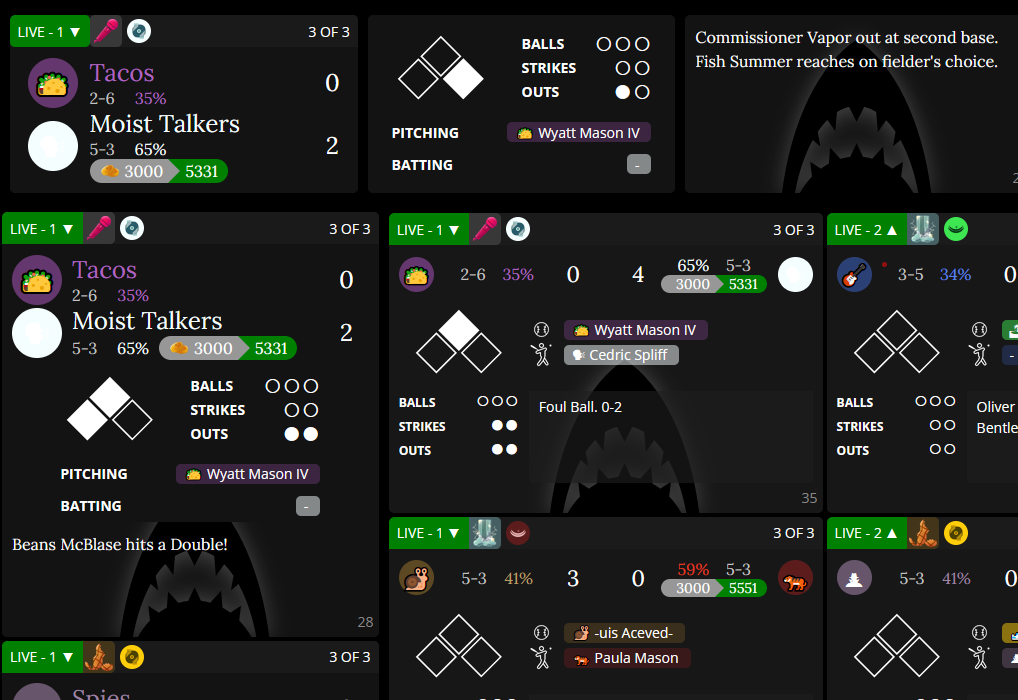 LIVE - 1 ▼
3 OF 3
Tacos
2-6 35%
0
Moist Talkers
5-3 65%
2
3000 5331
BALLS
STRIKES
OUTS
PITCHING
Wyatt Mason IV
BATTING
-
Commissioner Vapor out at second base.
Fish Summer reaches on fielder's choice.
LIVE - 1 ▼
3 OF 3
Tacos
2-6 35%
0
Moist Talkers
5-3 65% 3000 5331
2
BALLS
STRIKES
OUTS
PITCHING
Wyatt Mason IV
BATTING
-
Beans McBlase hits a Double!
28
LIVE - 1 ▼
3 OF 3
2-6 35% 0 4 65% 5-3
3000 5331
Wyatt Mason IV
Cedric Spliff
BALLS
STRIKES
OUTS
Foul Ball. 0-2
35
LIVE - 2 ▲
3-5 34% 0
-
BALLS
STRIKES
OUTS
Oliver
Bentle
LIVE - 1 ▼
3 OF 3
5-3 41% 3 0 59% 5-3
3000 5551
-uis Aceved-
Paula Mason
LIVE - 2 ▲
5-3 41% 0
LIVE - 1 ▼
3 OF 3
Spies